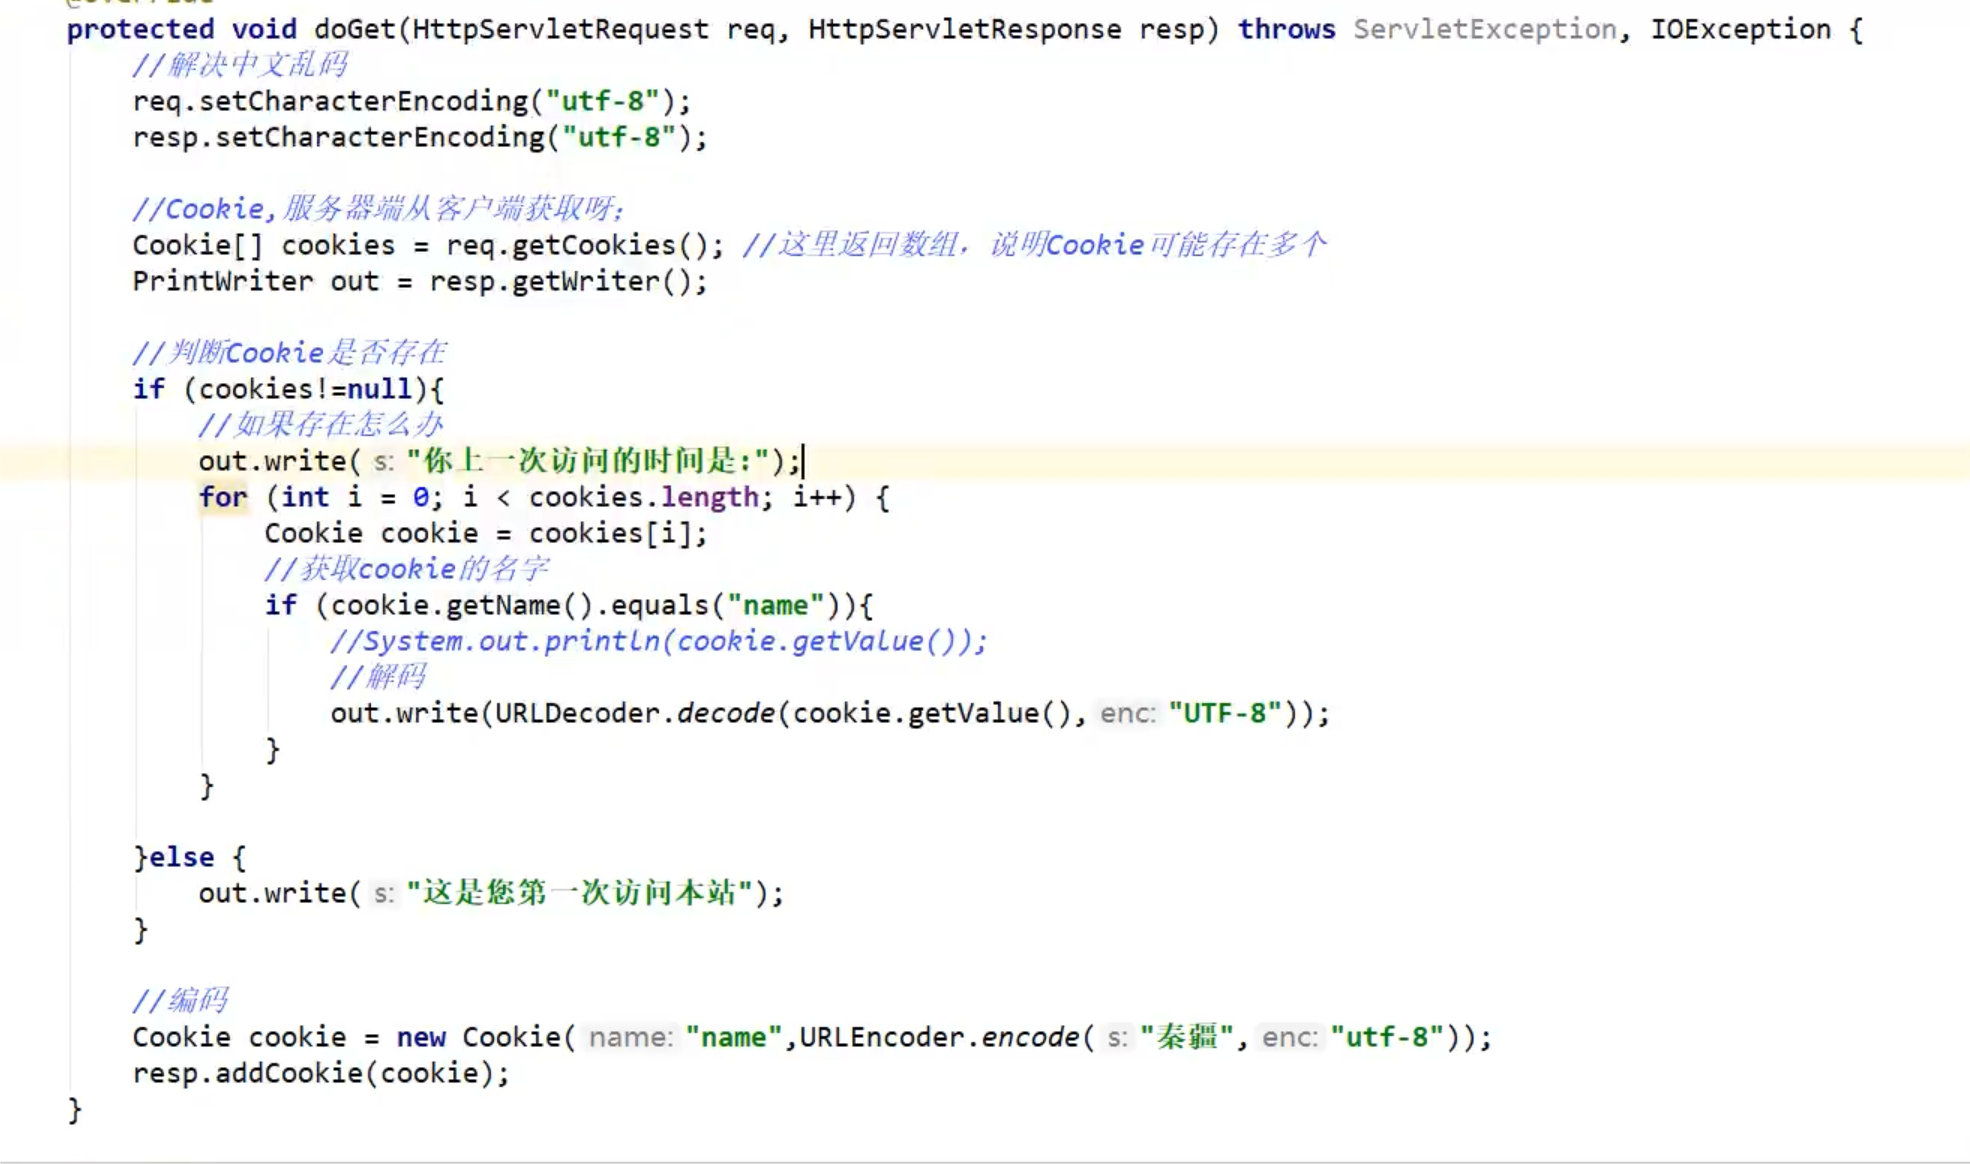 protected void doGet(HttpServletRequest req, HttpServletResponse resp) throws ServletException, IOException {
//解决中文乱码
req.setCharacterEncoding("utf-8");
resp.setCharacterEncoding("utf-8");
//Cookie,服务器端从客户端获取呀;
Cookie[] cookies = req.getCookies(); //这里返回数组，说明Cookie可能存在多个
PrintWriter out = resp.getWriter();
//判断Cookie是否存在
if (cookies!=null){
//如果存在怎么办
out.write( s: "你上一次访问的时间是:");
for (int i = 0; i < cookies.length; i++) {
Cookie cookie = cookies[i];
//获取cookie的名字
if (cookie.getName().equals("name")){
//System.out.println(cookie.getValue());
//解码
out.write(URLDecoder.decode(cookie.getValue(), enc: "UTF-8"));
}
}
}else {
out.write( s: "这是您第一次访问本站");
}
//编码
Cookie cookie = new Cookie( name: "name",URLEncoder.encode( s: "秦疆", enc: "utf-8"));
resp.addCookie(cookie);
}